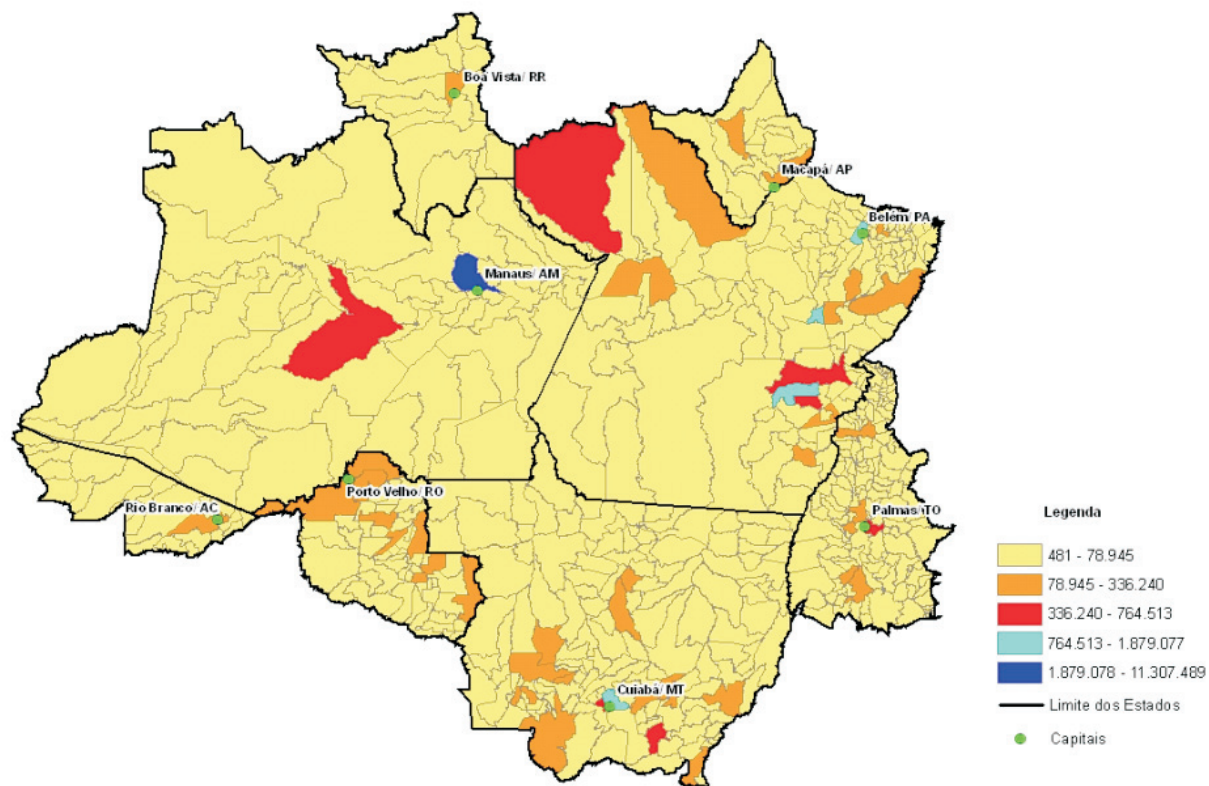 Boa Vista/ RR
Macapá/ AP
Belém/ PA
Manaus/ AM
Porto Velho/ RO
Rio Branco/ AC
Palmas/ TO
Cuiabá/ MT
Legenda
481 - 78.945
78.945 - 336.240
336.240 - 764.513
764.513 - 1.879.077
1.879.078 - 11.307.489
Limite dos Estados
Capitais